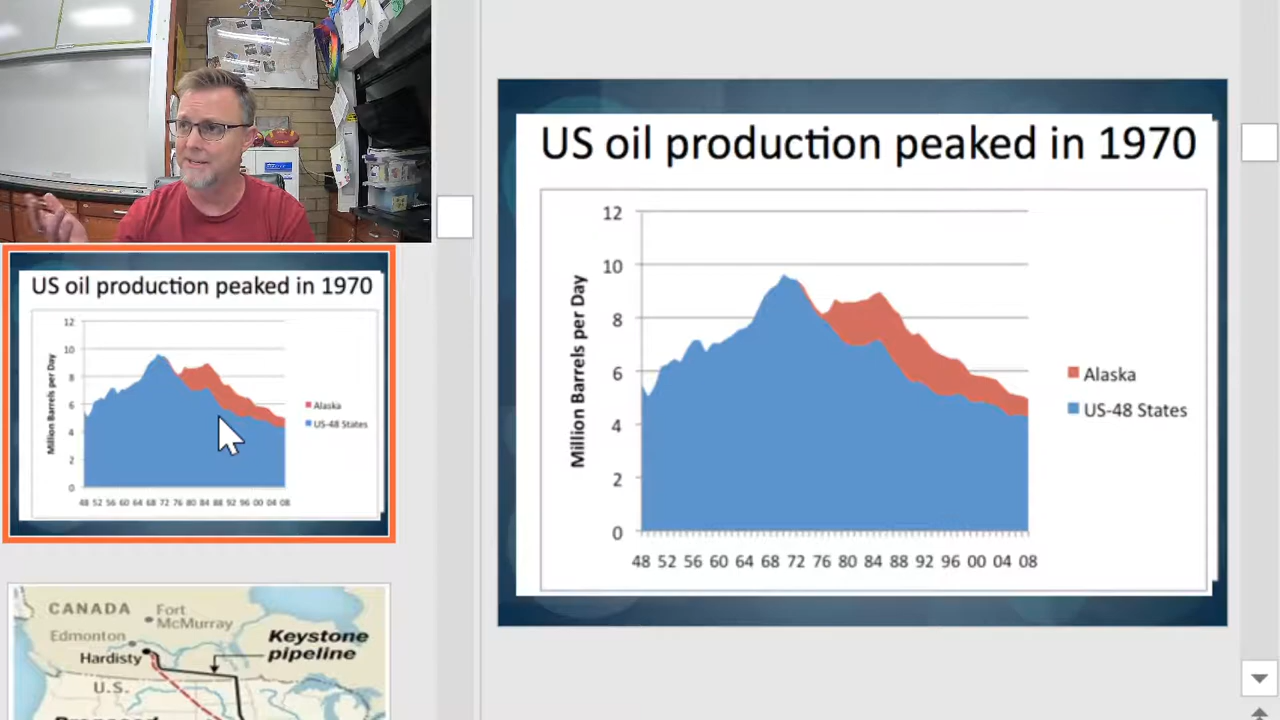 US oil production peaked in 1970
12
10
8
6
4
2
0
Million Barrels per Day
48 52 56 60 64 68 72 76 80 84 88 92 96 00 04 08
Alaska
US-48 States
US oil production peaked in 1970
12
10
8
6
4
2
0
Million Barrels per Day
48 52 56 60 64 68 72 76 80 84 88 92 96 00 04 08
Alaska
US-48 States
CANADA
Fort
McMurray
Edmonton
Hardisty
Keystone
pipeline
U.S.
Proposed